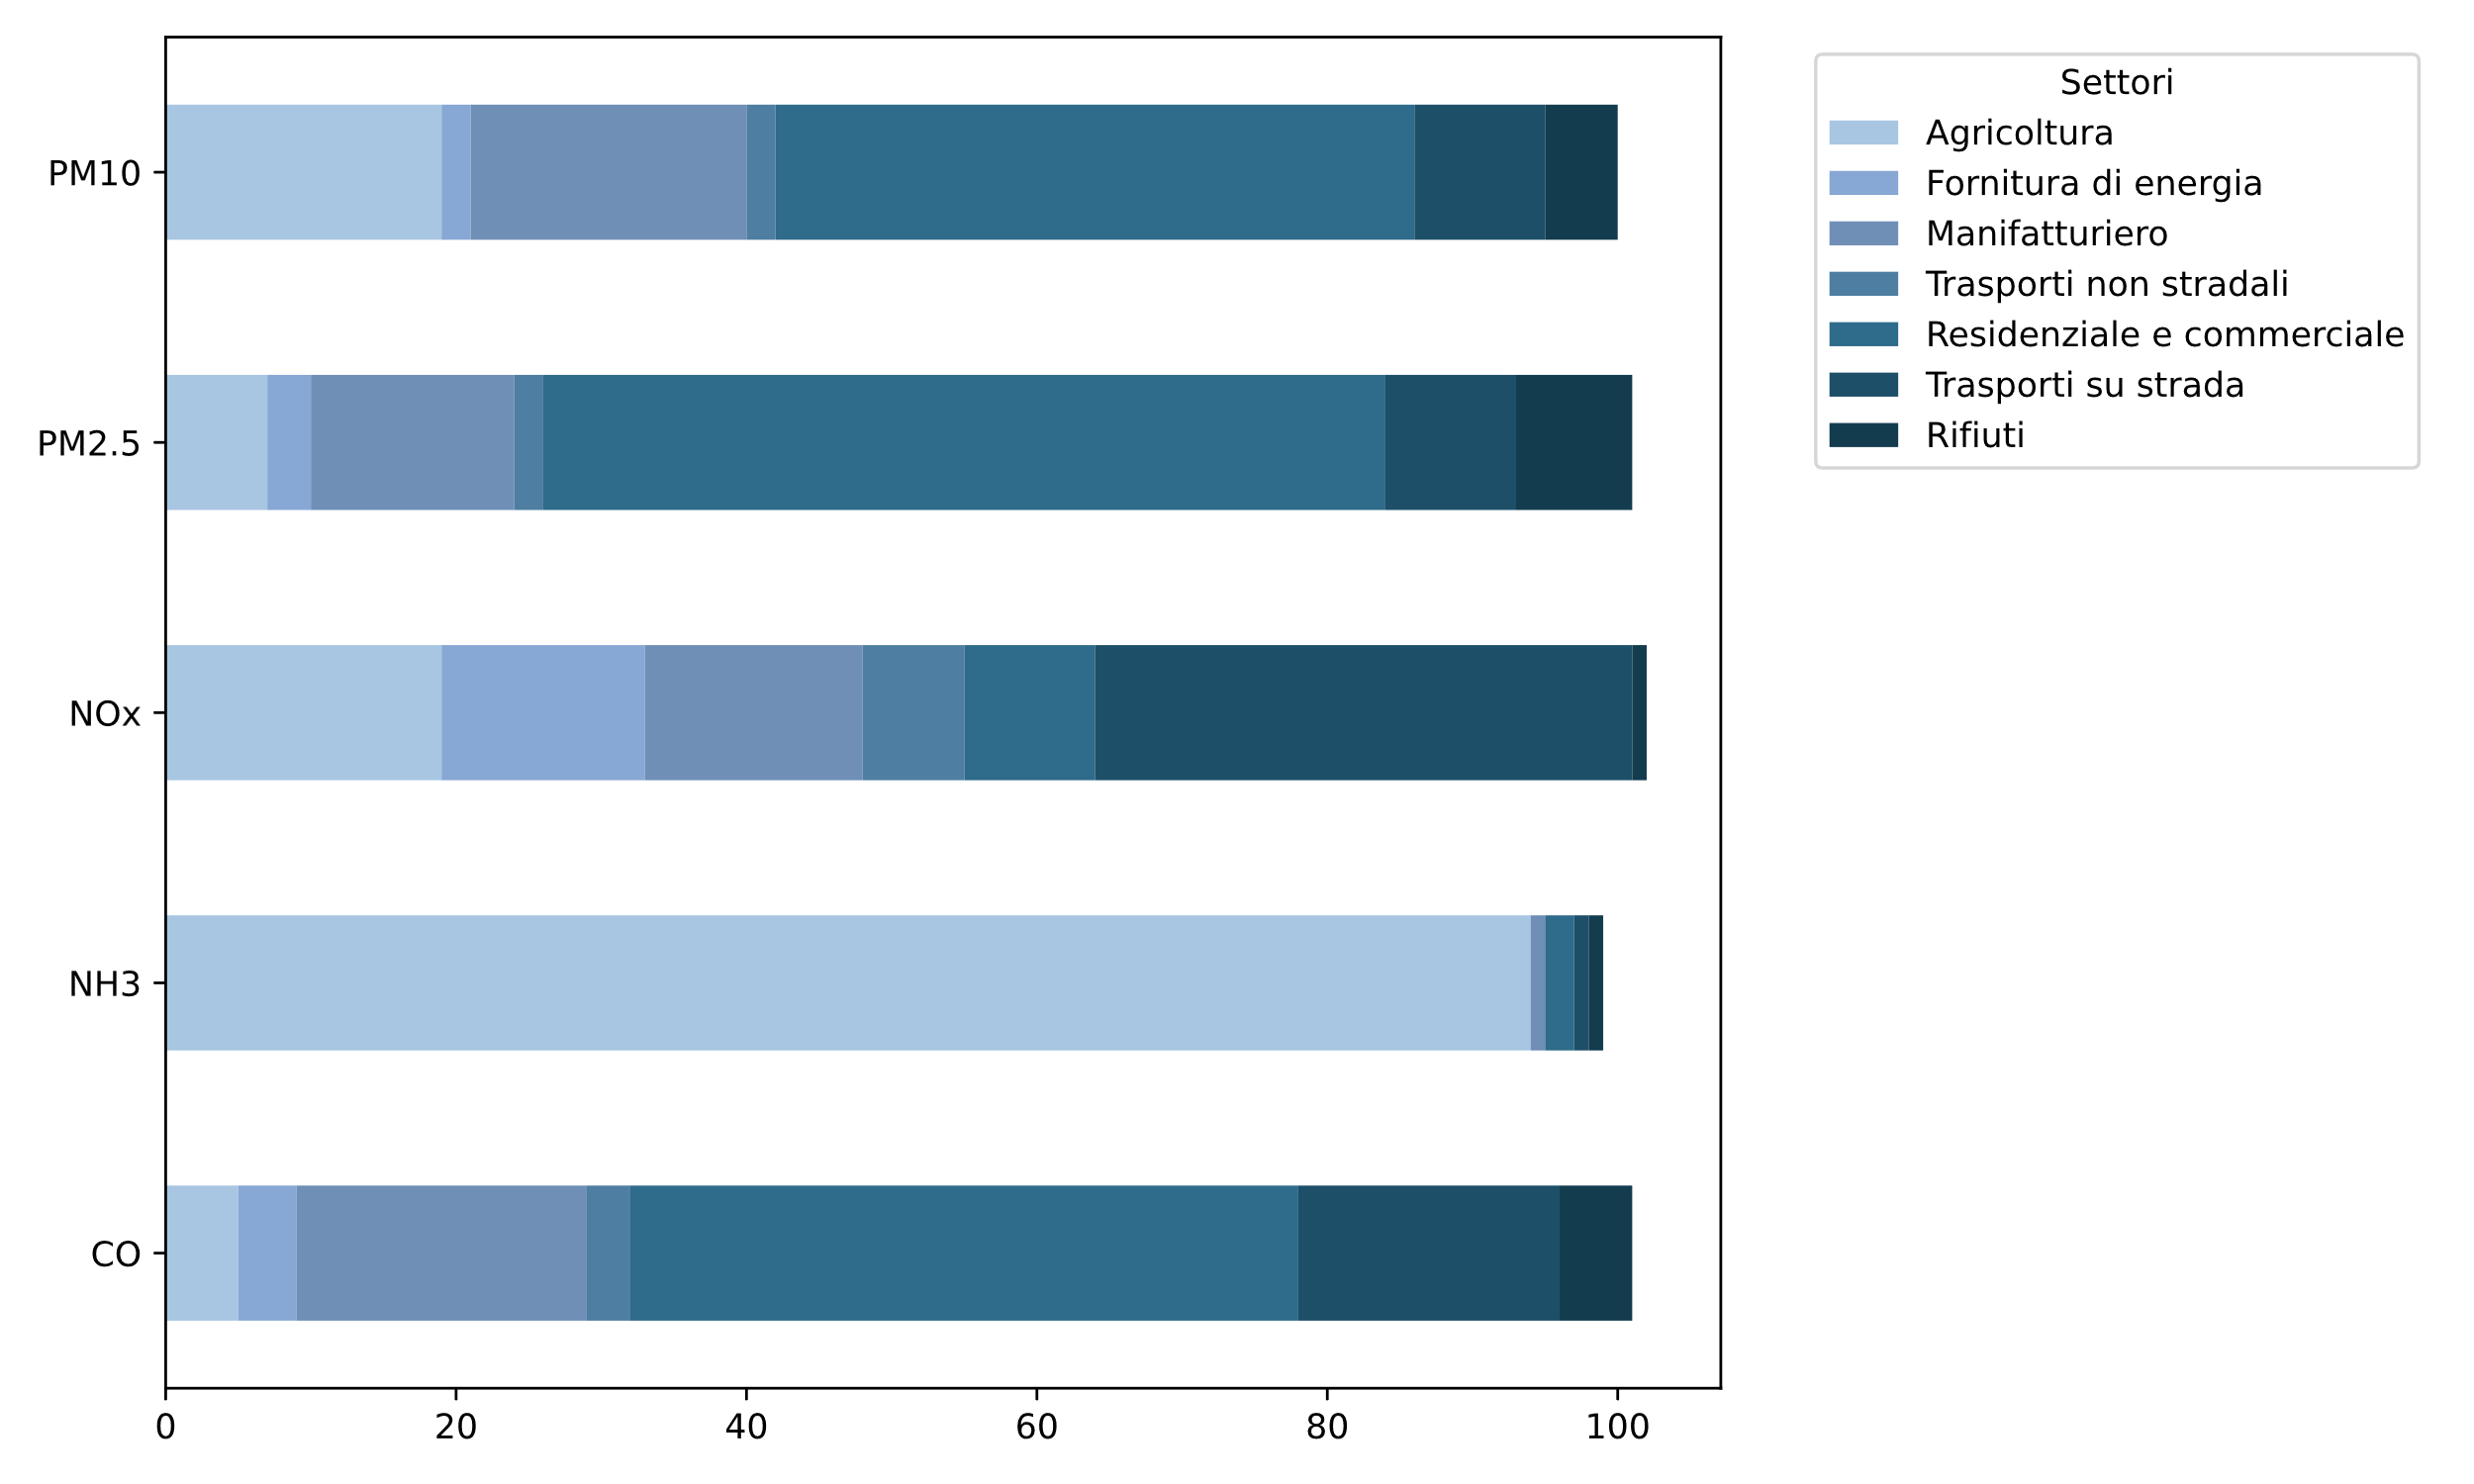 PM10
PM2.5
NOx
NH3
CO
0 20 40 60 80 100
Settori
Agricoltura
Fornitura di energia
Manifatturiero
Trasporti non stradali
Residenziale e commerciale
Trasporti su strada
Rifiuti